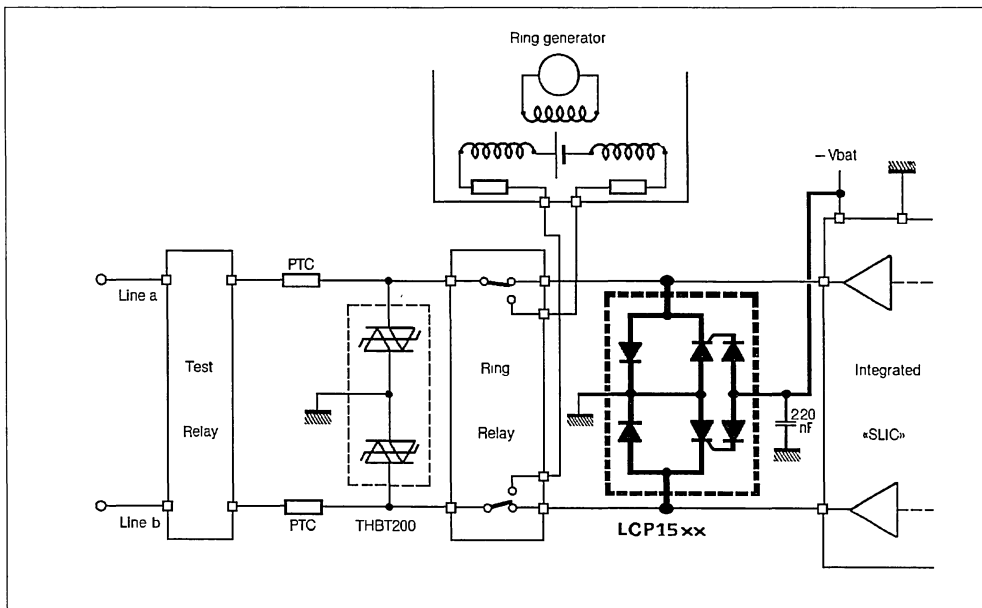 Ring generator
– Vbat
PTC
Line a
Test
Relay
Ring
Relay
Integrated
«SLIC»
220
nF
Line b
PTC
THBT200
LCP15xx